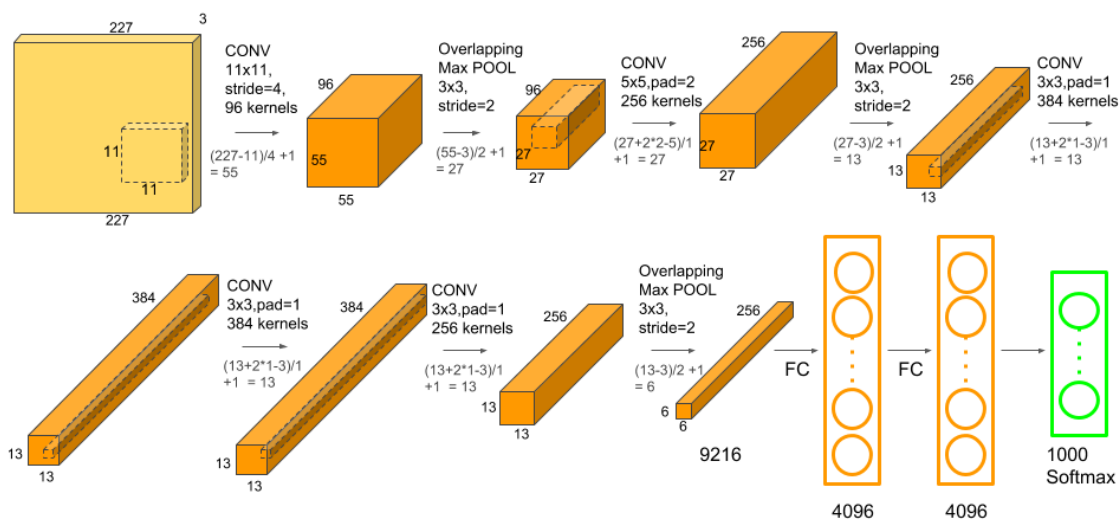 227
3
CONV
11x11,
stride=4,
96 kernels
(227-11)/4 +1
= 55
11
11
227
96
55
55
Overlapping
Max POOL
3x3,
stride=2
(55-3)/2 +1
= 27
96
27
27
CONV
5x5,pad=2
256 kernels
(27+2*2-5)/1
+1 = 27
256
27
27
Overlapping
Max POOL
3x3,
stride=2
(27-3)/2 +1
= 13
256
13
13
CONV
3x3,pad=1
384 kernels
(13+2*1-3)/1
+1 = 13
384
13
13
CONV
3x3,pad=1
384 kernels
(13+2*1-3)/1
+1 = 13
384
13
13
CONV
3x3,pad=1
256 kernels
(13+2*1-3)/1
+1 = 13
256
13
13
Overlapping
Max POOL
3x3,
stride=2
(13-3)/2 +1
= 6
256
6
6
9216
FC
4096
FC
4096
1000
Softmax